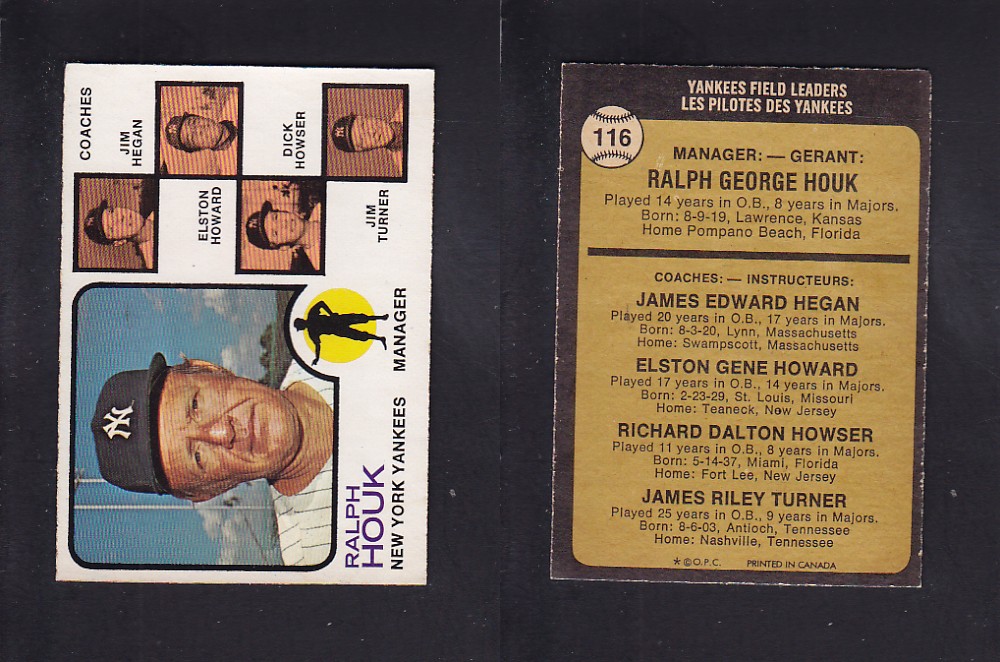 RALPH
HOUK
NEW YORK YANKEES MANAGER
COACHES
JIM
HEGAN
ELSTON
HOWARD
DICK
HOWSER
JIM
TURNER
YANKEES FIELD LEADERS
LES PILOTES DES YANKEES
116
MANAGER: — GERANT:
RALPH GEORGE HOUK
Played 14 years in O.B., 8 years in Majors.
Born: 8-9-19, Lawrence, Kansas
Home Pompano Beach, Florida
COACHES: — INSTRUCTEURS:
JAMES EDWARD HEGAN
Played 20 years in O.B., 17 years in Majors.
Born: 8-3-20, Lynn, Massachusetts
Home: Swampscott, Massachusetts
ELSTON GENE HOWARD
Played 17 years in O.B., 14 years in Majors.
Born: 2-23-29, St. Louis, Missouri
Home: Teaneck, New Jersey
RICHARD DALTON HOWSER
Played 11 years in O.B., 8 years in Majors.
Born: 5-14-37, Miami, Florida
Home: Fort Lee, New Jersey
JAMES RILEY TURNER
Played 25 years in O.B., 9 years in Majors.
Born: 8-6-03, Antioch, Tennessee
Home: Nashville, Tennessee
* © O.P.C. PRINTED IN CANADA